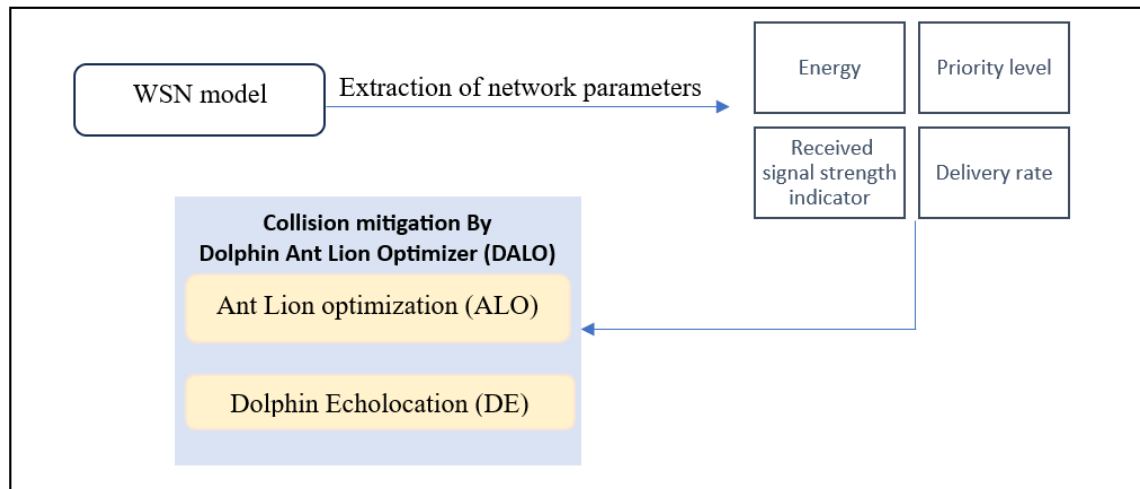 WSN model
Extraction of network parameters
Energy
Priority level
Received
signal strength
indicator
Delivery rate
Collision mitigation By
Dolphin Ant Lion Optimizer (DALO)
Ant Lion optimization (ALO)
Dolphin Echolocation (DE)